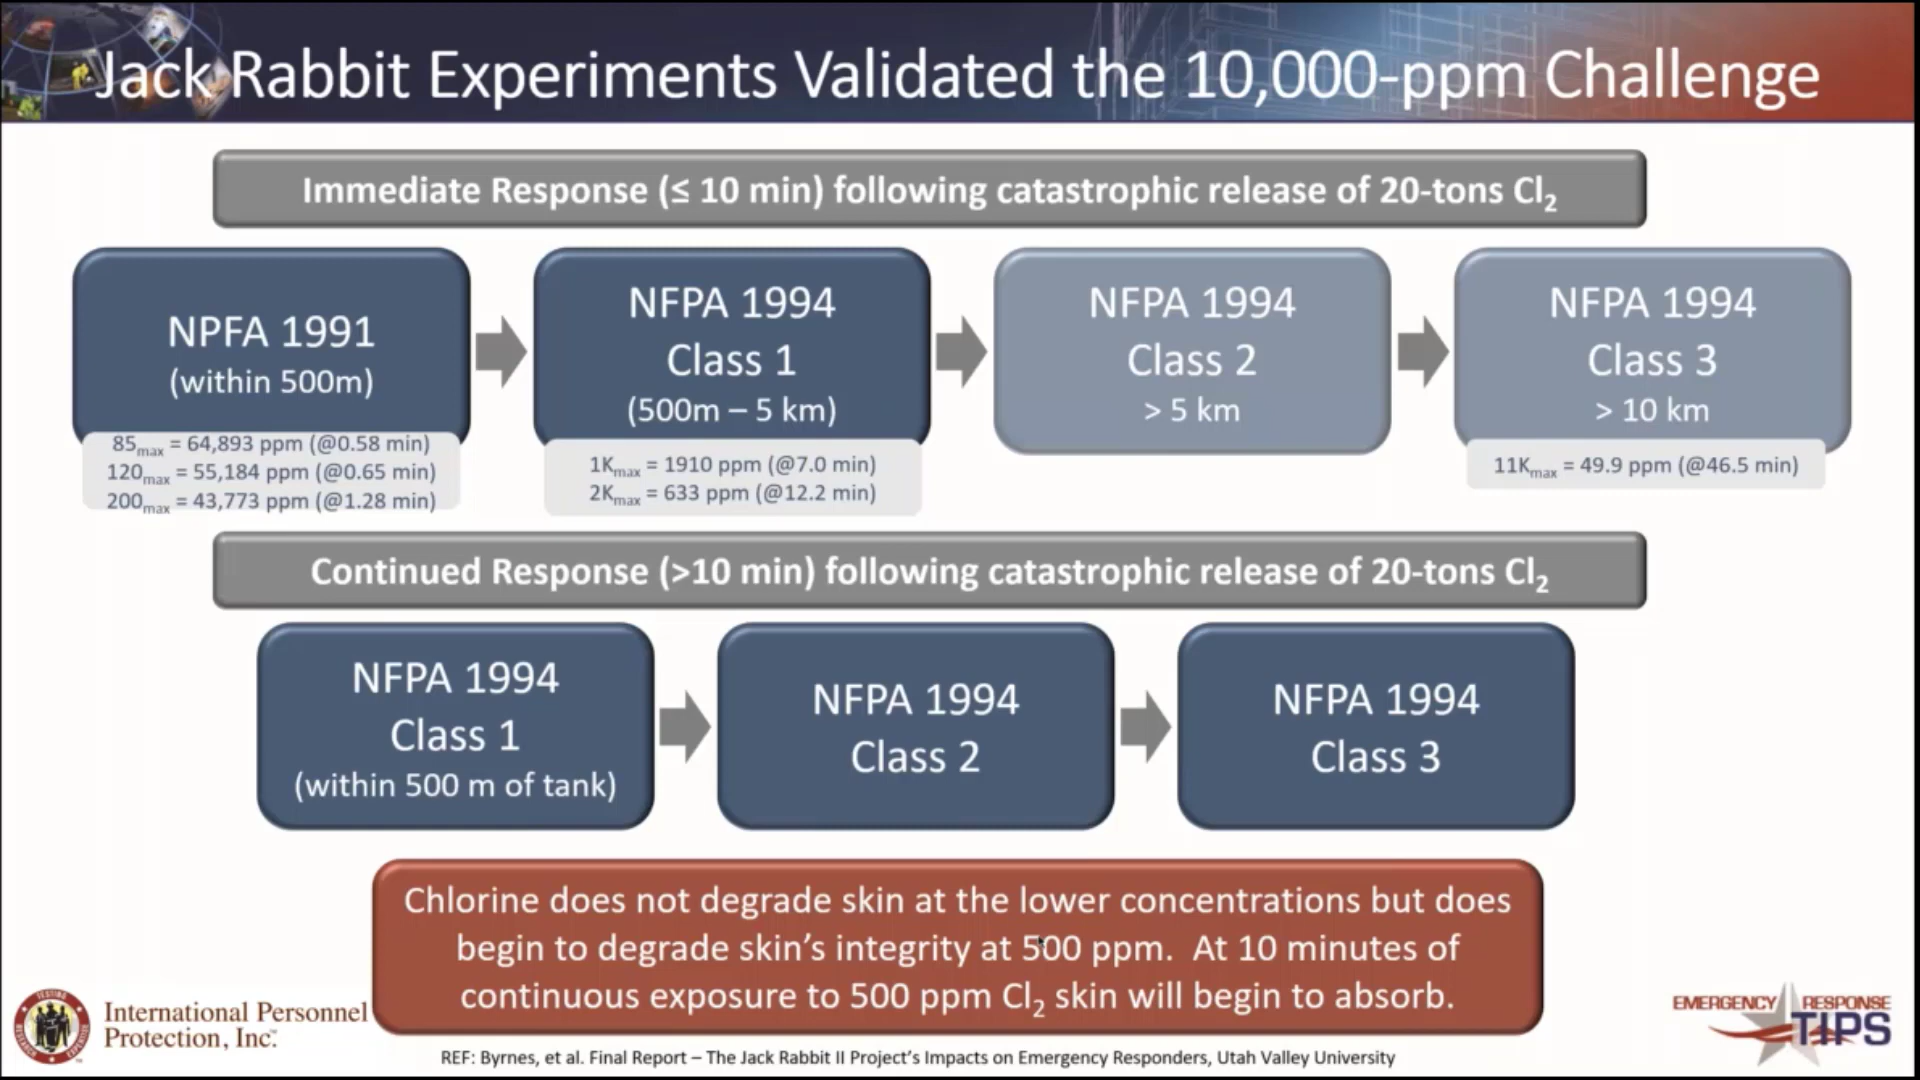 Jack Rabbit Experiments Validated the 10,000-ppm Challenge
Immediate Response (≤ 10 min) following catastrophic release of 20-tons Cl2
NPFA 1991
(within 500m)
85max = 64,893 ppm (@0.58 min)
120max = 55,184 ppm (@0.65 min)
200max = 43,773 ppm (@1.28 min)
NFPA 1994
Class 1
(500m – 5 km)
1Kmax = 1910 ppm (@7.0 min)
2Kmax = 633 ppm (@12.2 min)
NFPA 1994
Class 2
> 5 km
NFPA 1994
Class 3
> 10 km
11Kmax = 49.9 ppm (@46.5 min)
Continued Response (>10 min) following catastrophic release of 20-tons Cl2
NFPA 1994
Class 1
(within 500 m of tank)
NFPA 1994
Class 2
NFPA 1994
Class 3
Chlorine does not degrade skin at the lower concentrations but does
begin to degrade skin's integrity at 500 ppm. At 10 minutes of
continuous exposure to 500 ppm Cl2 skin will begin to absorb.
TESTING
RESEARCH
EXPERTISE
International Personnel
Protection, Inc.
EMERGENCY RESPONSE
TIPS
REF: Byrnes, et al. Final Report – The Jack Rabbit II Project's Impacts on Emergency Responders, Utah Valley University